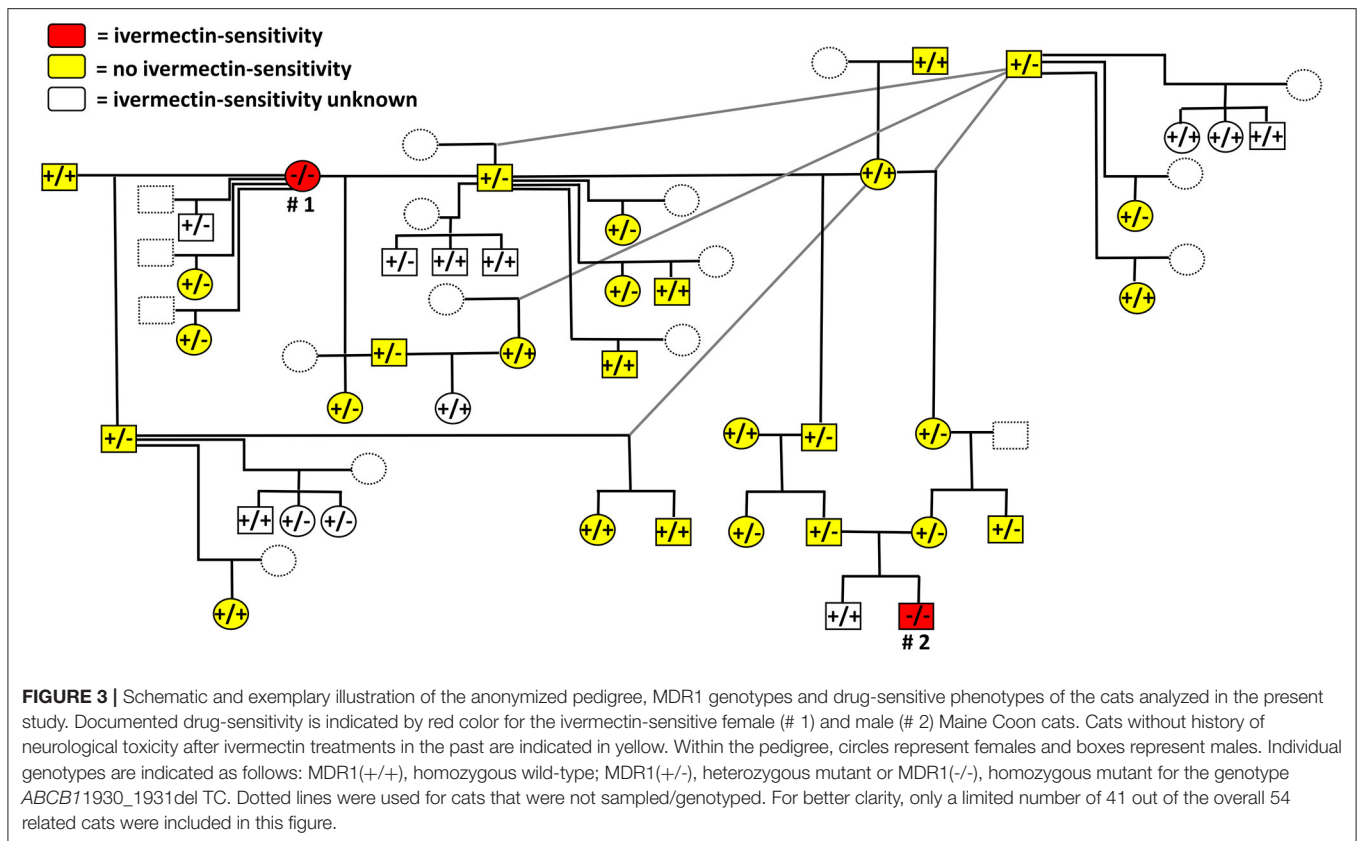 = ivermectin-sensitivity
= no ivermectin-sensitivity
= ivermectin-sensitivity unknown
+/+
+/-
+/+ +/+ +/+
+/+
-/-
# 1
+/-
+/+
+/-
+/-
+/-
+/- +/+ +/+
+/-
+/-
+/- +/+
+/+
+/-
+/- +/+
+/+
+/-
+/+
+/-
+/+ +/-
+/-
+/+ +/- +/-
+/+ +/+
+/- +/-
+/- +/-
+/+
+/+ -/-
# 2
FIGURE 3 | Schematic and exemplary illustration of the anonymized pedigree, MDR1 genotypes and drug-sensitive phenotypes of the cats analyzed in the present
study. Documented drug-sensitivity is indicated by red color for the ivermectin-sensitive female (# 1) and male (# 2) Maine Coon cats. Cats without history of
neurological toxicity after ivermectin treatments in the past are indicated in yellow. Within the pedigree, circles represent females and boxes represent males. Individual
genotypes are indicated as follows: MDR1(+/+), homozygous wild-type; MDR1(+/-), heterozygous mutant or MDR1(-/-), homozygous mutant for the genotype
ABCB11930_1931del TC. Dotted lines were used for cats that were not sampled/genotyped. For better clarity, only a limited number of 41 out of the overall 54
related cats were included in this figure.